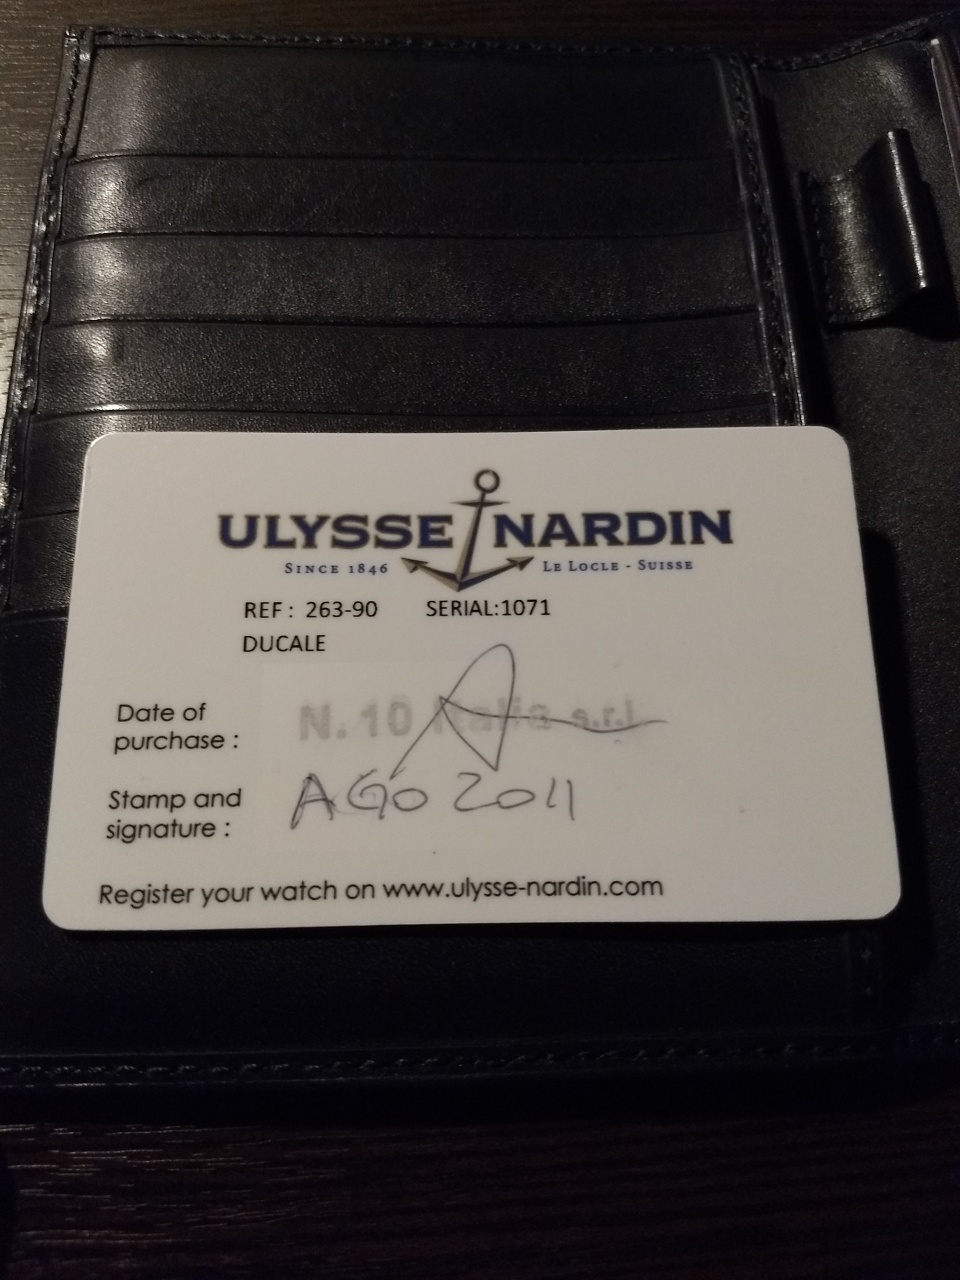 ULYSSE NARDIN
SINCE 1846 LE LOCLE - SUISSE
REF: 263-90 SERIAL:1071
DUCALE
Date of
purchase :
N. 10 Italia s.r.l.
Stamp and
signature :
AGO 2011
Register your watch on www.ulysse-nardin.com